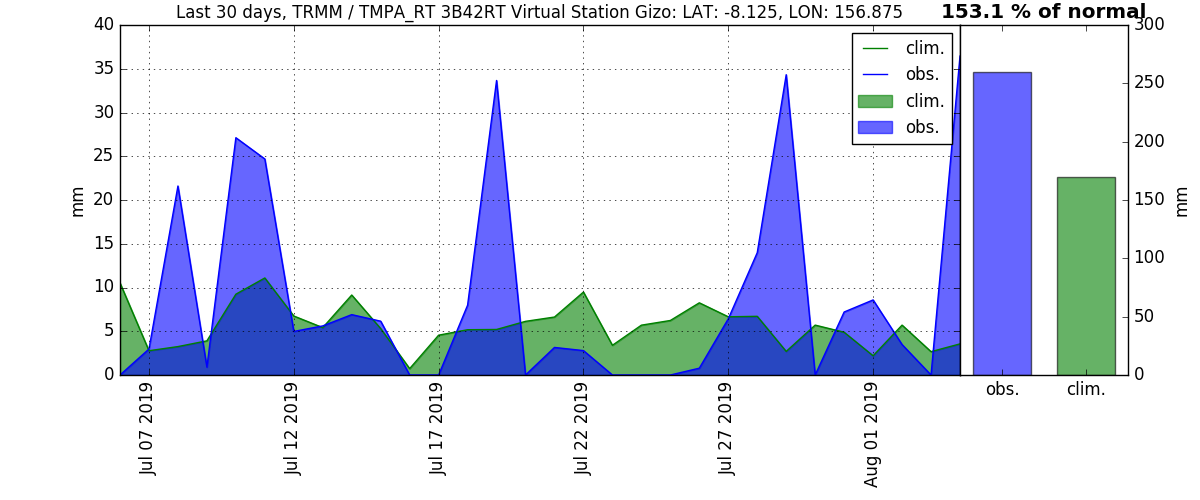 Last 30 days, TRMM / TMPA_RT 3B42RT Virtual Station Gizo: LAT: -8.125, LON: 156.875
153.1 % of normal
40
35
30
25
20
15
10
5
0
mm
Jul 07 2019
Jul 12 2019
Jul 17 2019
Jul 22 2019
Jul 27 2019
Aug 01 2019
clim.
obs.
clim.
obs.
300
250
200
150
100
50
0
mm
obs.
clim.